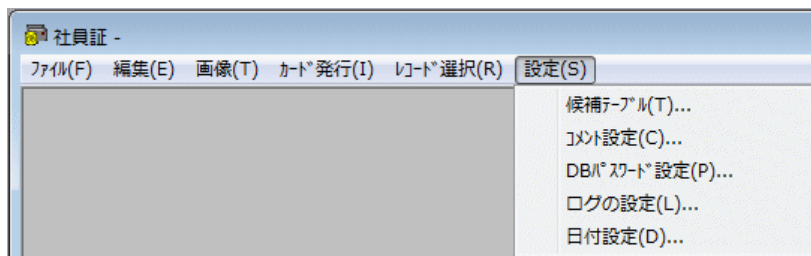 社員証 -
ﾌｧｲﾙ(F) 編集(E) 画像(T) ｶｰﾄﾞ発行(I) ﾚｺｰﾄﾞ選択(R) 設定(S)
候補ﾃｰﾌﾞﾙ(T)...
ｺﾒﾝﾄ設定(C)...
DBﾊﾟｽﾜｰﾄﾞ設定(P)...
ログの設定(L)...
日付設定(D)...